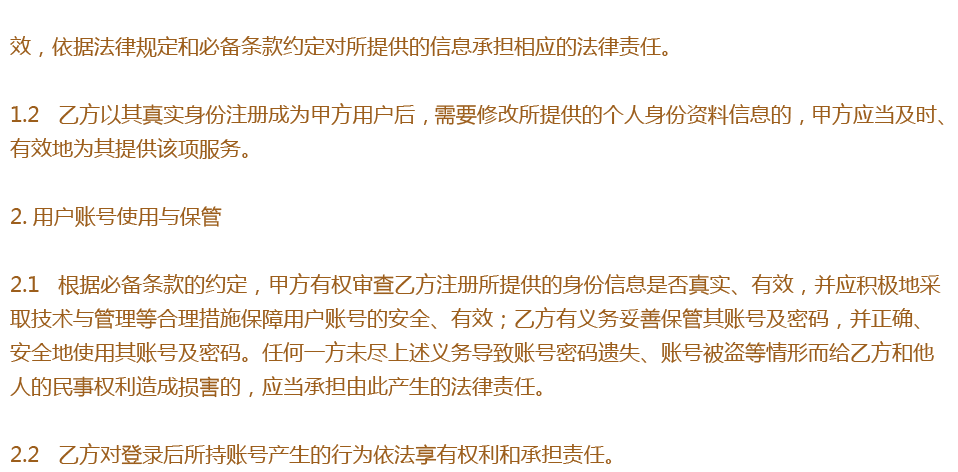 效，依据法律规定和必备条款约定对所提供的信息承担相应的法律责任。
1.2 乙方以其真实身份注册成为甲方用户后，需要修改所提供的个人身份资料信息的，甲方应当及时、
有效地为其提供该项服务。
2. 用户账号使用与保管
2.1 根据必备条款的约定，甲方有权审查乙方注册所提供的身份信息是否真实、有效，并应积极地采
取技术与管理等合理措施保障用户账号的安全、有效；乙方有义务妥善保管其账号及密码，并正确、
安全地使用其账号及密码。任何一方未尽上述义务导致账号密码遗失、账号被盗等情形而给乙方和他
人的民事权利造成损害的，应当承担由此产生的法律责任。
2.2 乙方对登录后所持账号产生的行为依法享有权利和承担责任。